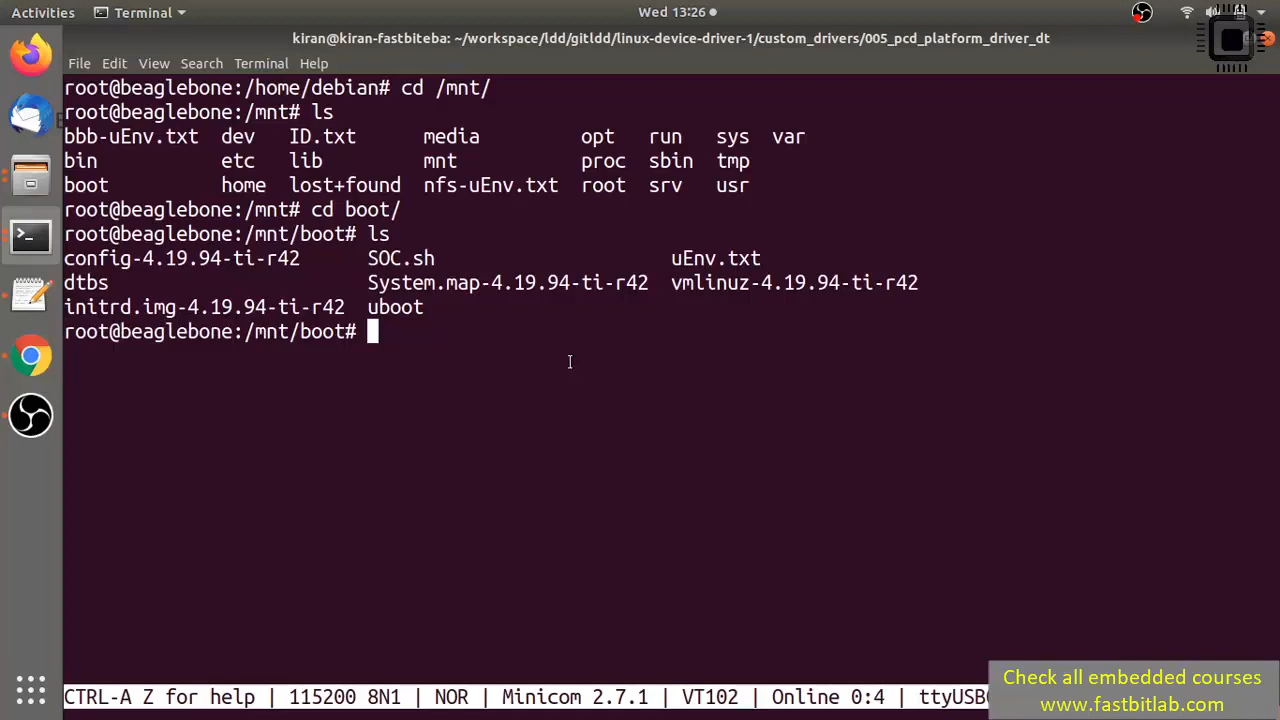 Activities Terminal Wed 13:26
kiran@kiran-fastbiteba: ~/workspace/ldd/gitldd/linux-device-driver-1/custom_drivers/005_pcd_platform_driver_dt
File Edit View Search Terminal Help
root@beaglebone:/home/debian# cd /mnt/
root@beaglebone:/mnt# ls
bbb-uEnv.txt dev ID.txt media opt run sys var
bin etc lib mnt proc sbin tmp
boot home lost+found nfs-uEnv.txt root srv usr
root@beaglebone:/mnt# cd boot/
root@beaglebone:/mnt/boot# ls
config-4.19.94-ti-r42 SOC.sh uEnv.txt
dtbs System.map-4.19.94-ti-r42 vmlinuz-4.19.94-ti-r42
initrd.img-4.19.94-ti-r42 uboot
root@beaglebone:/mnt/boot#
CTRL-A Z for help | 115200 8N1 | NOR | Minicom 2.7.1 | VT102 | Online 0:4 | ttyUSB
Check all embedded courses
www.fastbitlab.com